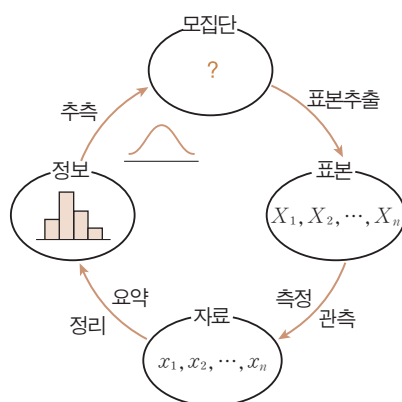 모집단
?
추측
표본추출
정보
표본
X₁, X₂, ⋯, Xₙ
요약
정리
측정
관측
자료
x₁, x₂, ⋯, xₙ